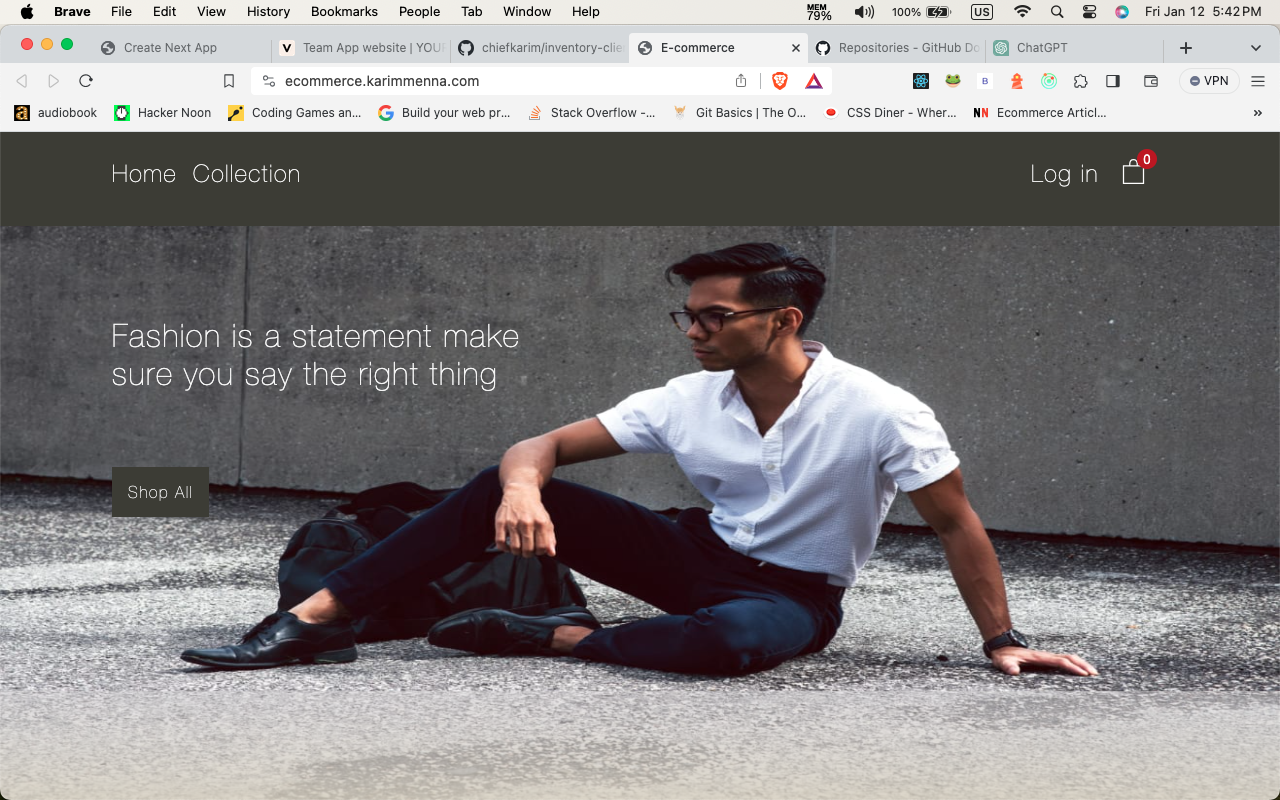 Brave File Edit View History Bookmarks People Tab Window Help MEM 79% 100% US Fri Jan 12 5:42 PM
Create Next App Team App website | YOU chiefkarim/inventory-clie E-commerce Repositories - GitHub Do ChatGPT
ecommerce.karimmenna.com VPN
audiobook Hacker Noon Coding Games an... Build your web pr... Stack Overflow -... Git Basics | The O... CSS Diner - Wher... Ecommerce Articl...
Home Collection Log in 0
Fashion is a statement make
sure you say the right thing
Shop All